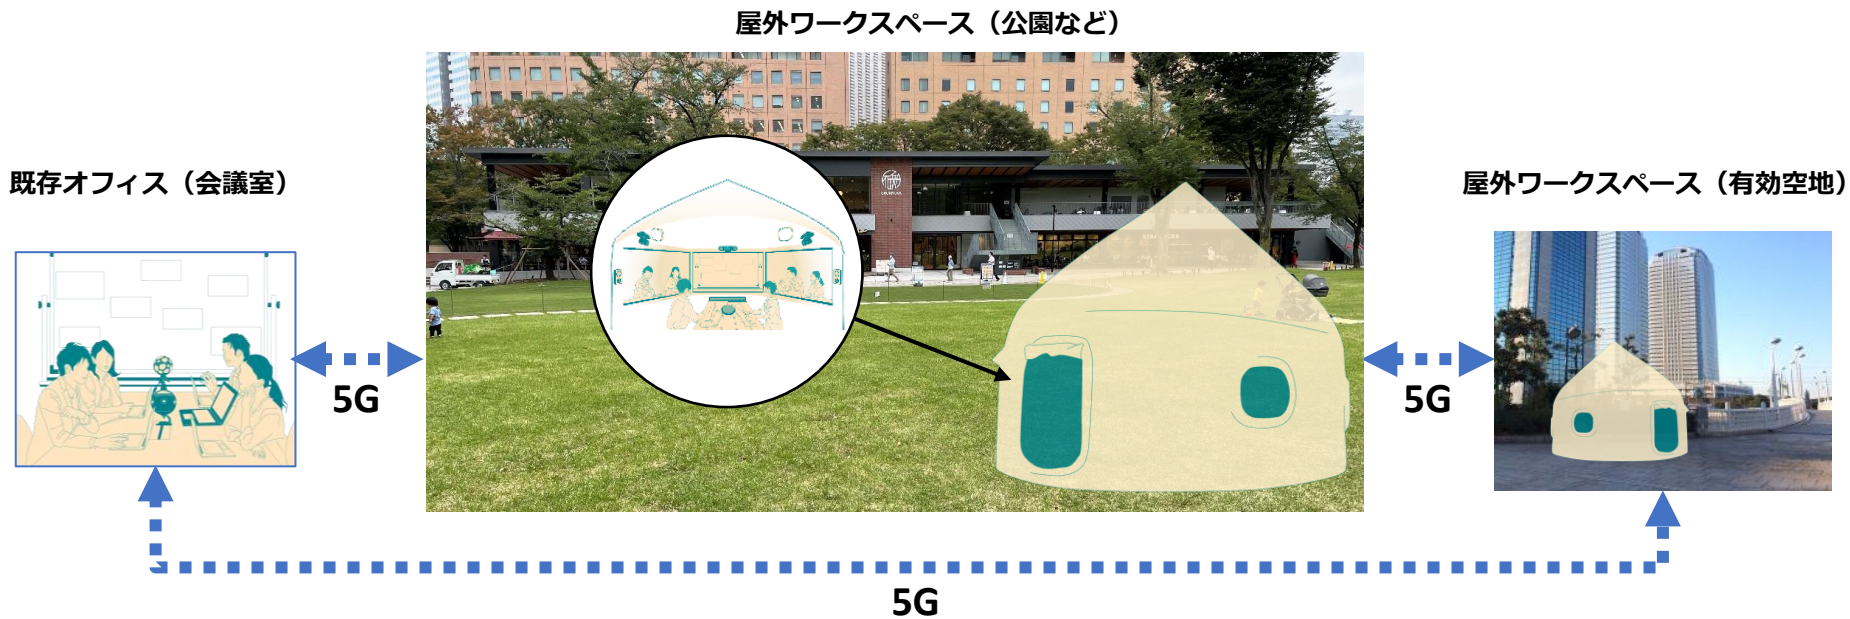 屋外ワークスペース（公園など）
既存オフィス（会議室）
屋外ワークスペース（有効空地）
5G
5G
5G